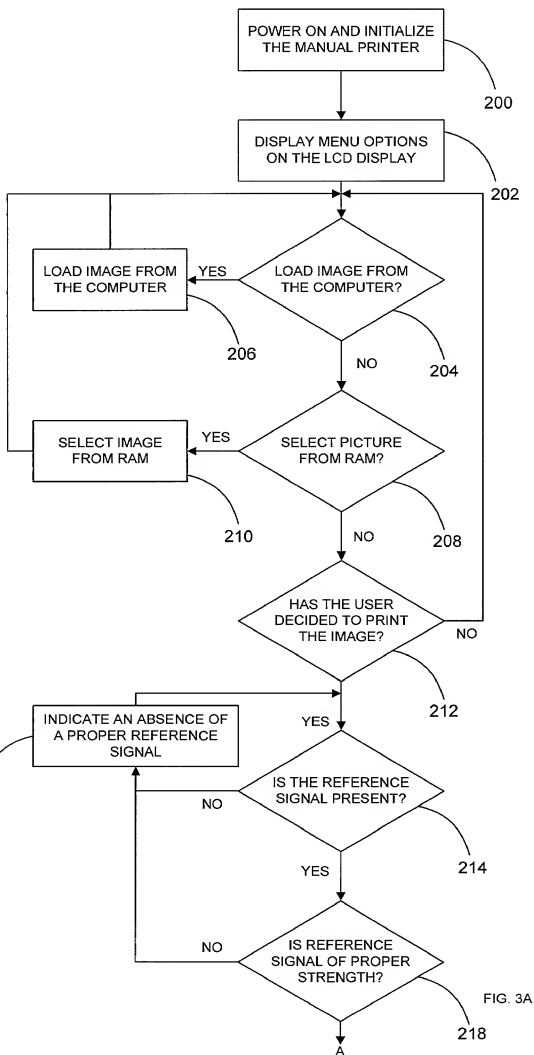 POWER ON AND INITIALIZE
THE MANUAL PRINTER
200
DISPLAY MENU OPTIONS
ON THE LCD DISPLAY
202
LOAD IMAGE FROM
THE COMPUTER
YES
LOAD IMAGE FROM
THE COMPUTER?
206
204
NO
SELECT IMAGE
FROM RAM
YES
SELECT PICTURE
FROM RAM?
210
208
NO
HAS THE USER
DECIDED TO PRINT
THE IMAGE?
NO
212
YES
INDICATE AN ABSENCE OF
A PROPER REFERENCE
SIGNAL
IS THE REFERENCE
SIGNAL PRESENT?
NO
214
YES
IS REFERENCE
SIGNAL OF PROPER
STRENGTH?
NO
218
FIG. 3A
A